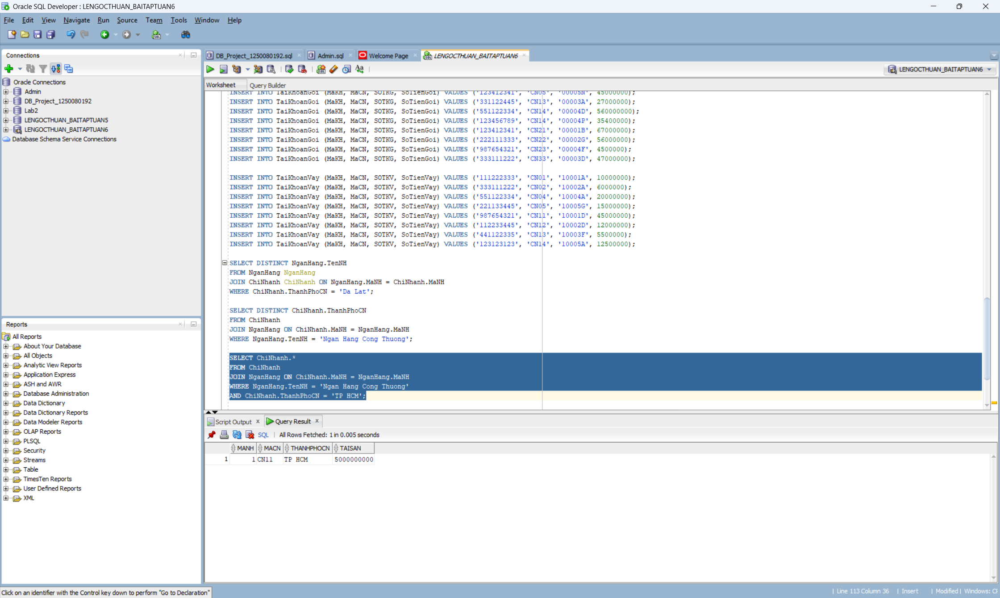 Oracle SQL Developer : LENGOCTHUAN_BAITAPTUAN6
File Edit View Navigate Run Source Team Tools Window Help
Connections
Oracle Connections
Admin
DB_Project_1250080192
Lab2
LENGOCTHUAN_BAITAPTUAN5
LENGOCTHUAN_BAITAPTUAN6
Database Schema Service Connections
Reports
All Reports
About Your Database
All Objects
Analytic View Reports
Application Express
ASH and AWR
Database Administration
Data Dictionary
Data Dictionary Reports
Data Modeler Reports
OLAP Reports
PLSQL
Security
Streams
Table
TimesTen Reports
User Defined Reports
XML
DB_Project_1250080192.sql Admin.sql Welcome Page LENGOCTHUAN_BAITAPTUAN6
LENGOCTHUAN_BAITAPTUAN6
Worksheet Query Builder
INSERT INTO TaiKhoanGoi (MaKH, MaCN, SOTKG, SoTienGoi) VALUES ('123412341', 'CN05', '00005N', 45000000);
INSERT INTO TaiKhoanGoi (MaKH, MaCN, SOTKG, SoTienGoi) VALUES ('331122445', 'CN13', '00003A', 27000000);
INSERT INTO TaiKhoanGoi (MaKH, MaCN, SOTKG, SoTienGoi) VALUES ('551122334', 'CN14', '00004D', 560000000);
INSERT INTO TaiKhoanGoi (MaKH, MaCN, SOTKG, SoTienGoi) VALUES ('123456789', 'CN14', '00004P', 35400000);
INSERT INTO TaiKhoanGoi (MaKH, MaCN, SOTKG, SoTienGoi) VALUES ('123412341', 'CN21', '00001B', 67000000);
INSERT INTO TaiKhoanGoi (MaKH, MaCN, SOTKG, SoTienGoi) VALUES ('222111333', 'CN22', '00002G', 56000000);
INSERT INTO TaiKhoanGoi (MaKH, MaCN, SOTKG, SoTienGoi) VALUES ('987654321', 'CN23', '00004F', 4500000);
INSERT INTO TaiKhoanGoi (MaKH, MaCN, SOTKG, SoTienGoi) VALUES ('333111222', 'CN33', '00003D', 47000000);
INSERT INTO TaiKhoanVay (MaKH, MaCN, SOTKV, SoTienVay) VALUES ('111222333', 'CN01', '10001A', 10000000);
INSERT INTO TaiKhoanVay (MaKH, MaCN, SOTKV, SoTienVay) VALUES ('333111222', 'CN02', '10002A', 6000000);
INSERT INTO TaiKhoanVay (MaKH, MaCN, SOTKV, SoTienVay) VALUES ('551122334', 'CN04', '10004A', 20000000);
INSERT INTO TaiKhoanVay (MaKH, MaCN, SOTKV, SoTienVay) VALUES ('221133445', 'CN05', '10005G', 15000000);
INSERT INTO TaiKhoanVay (MaKH, MaCN, SOTKV, SoTienVay) VALUES ('987654321', 'CN11', '10001D', 45000000);
INSERT INTO TaiKhoanVay (MaKH, MaCN, SOTKV, SoTienVay) VALUES ('112233445', 'CN12', '10002D', 12000000);
INSERT INTO TaiKhoanVay (MaKH, MaCN, SOTKV, SoTienVay) VALUES ('441122335', 'CN13', '10003F', 5500000);
INSERT INTO TaiKhoanVay (MaKH, MaCN, SOTKV, SoTienVay) VALUES ('123123123', 'CN14', '10005A', 12500000);
SELECT DISTINCT NganHang.TenNH
FROM NganHang NganHang
JOIN ChiNhanh ChiNhanh ON NganHang.MaNH = ChiNhanh.MaNH
WHERE ChiNhanh.ThanhPhoCN = 'Da Lat';
SELECT DISTINCT ChiNhanh.ThanhPhoCN
FROM ChiNhanh
JOIN NganHang ON ChiNhanh.MaNH = NganHang.MaNH
WHERE NganHang.TenNH = 'Ngan Hang Cong Thuong';
SELECT ChiNhanh.*
FROM ChiNhanh
JOIN NganHang ON ChiNhanh.MaNH = NganHang.MaNH
WHERE NganHang.TenNH = 'Ngan Hang Cong Thuong'
AND ChiNhanh.ThanhPhoCN = 'TP HCM';
Script Output Query Result
SQL All Rows Fetched: 1 in 0.005 seconds
MANH MACN THANHPHOCN TAISAN
1 1 CN11 TP HCM 5000000000
Click on an identifier with the Control key down to perform "Go to Declaration"
Line 113 Column 36 Insert Modified Windows: